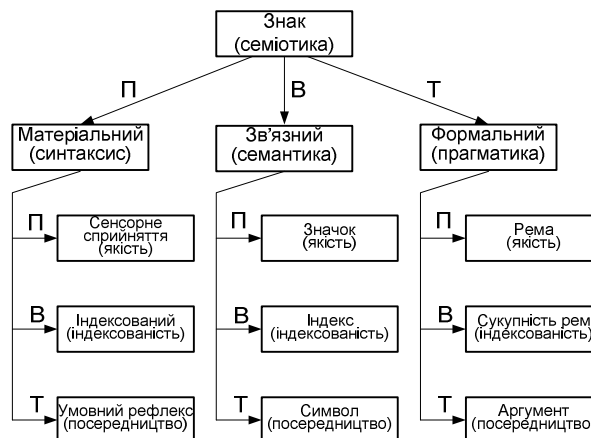 Знак
(семіотика)
П
В
Т
Матеріальний
(синтаксис)
Зв’язний
(семантика)
Формальний
(прагматика)
П
Сенсорне
сприйняття
(якість)
П
Значок
(якість)
П
Рема
(якість)
В
Індексований
(індексованість)
В
Індекс
(індексованість)
В
Сукупність рем
(індексованість)
Т
Умовний рефлекс
(посередництво)
Т
Символ
(посередництво)
Т
Аргумент
(посередництво)